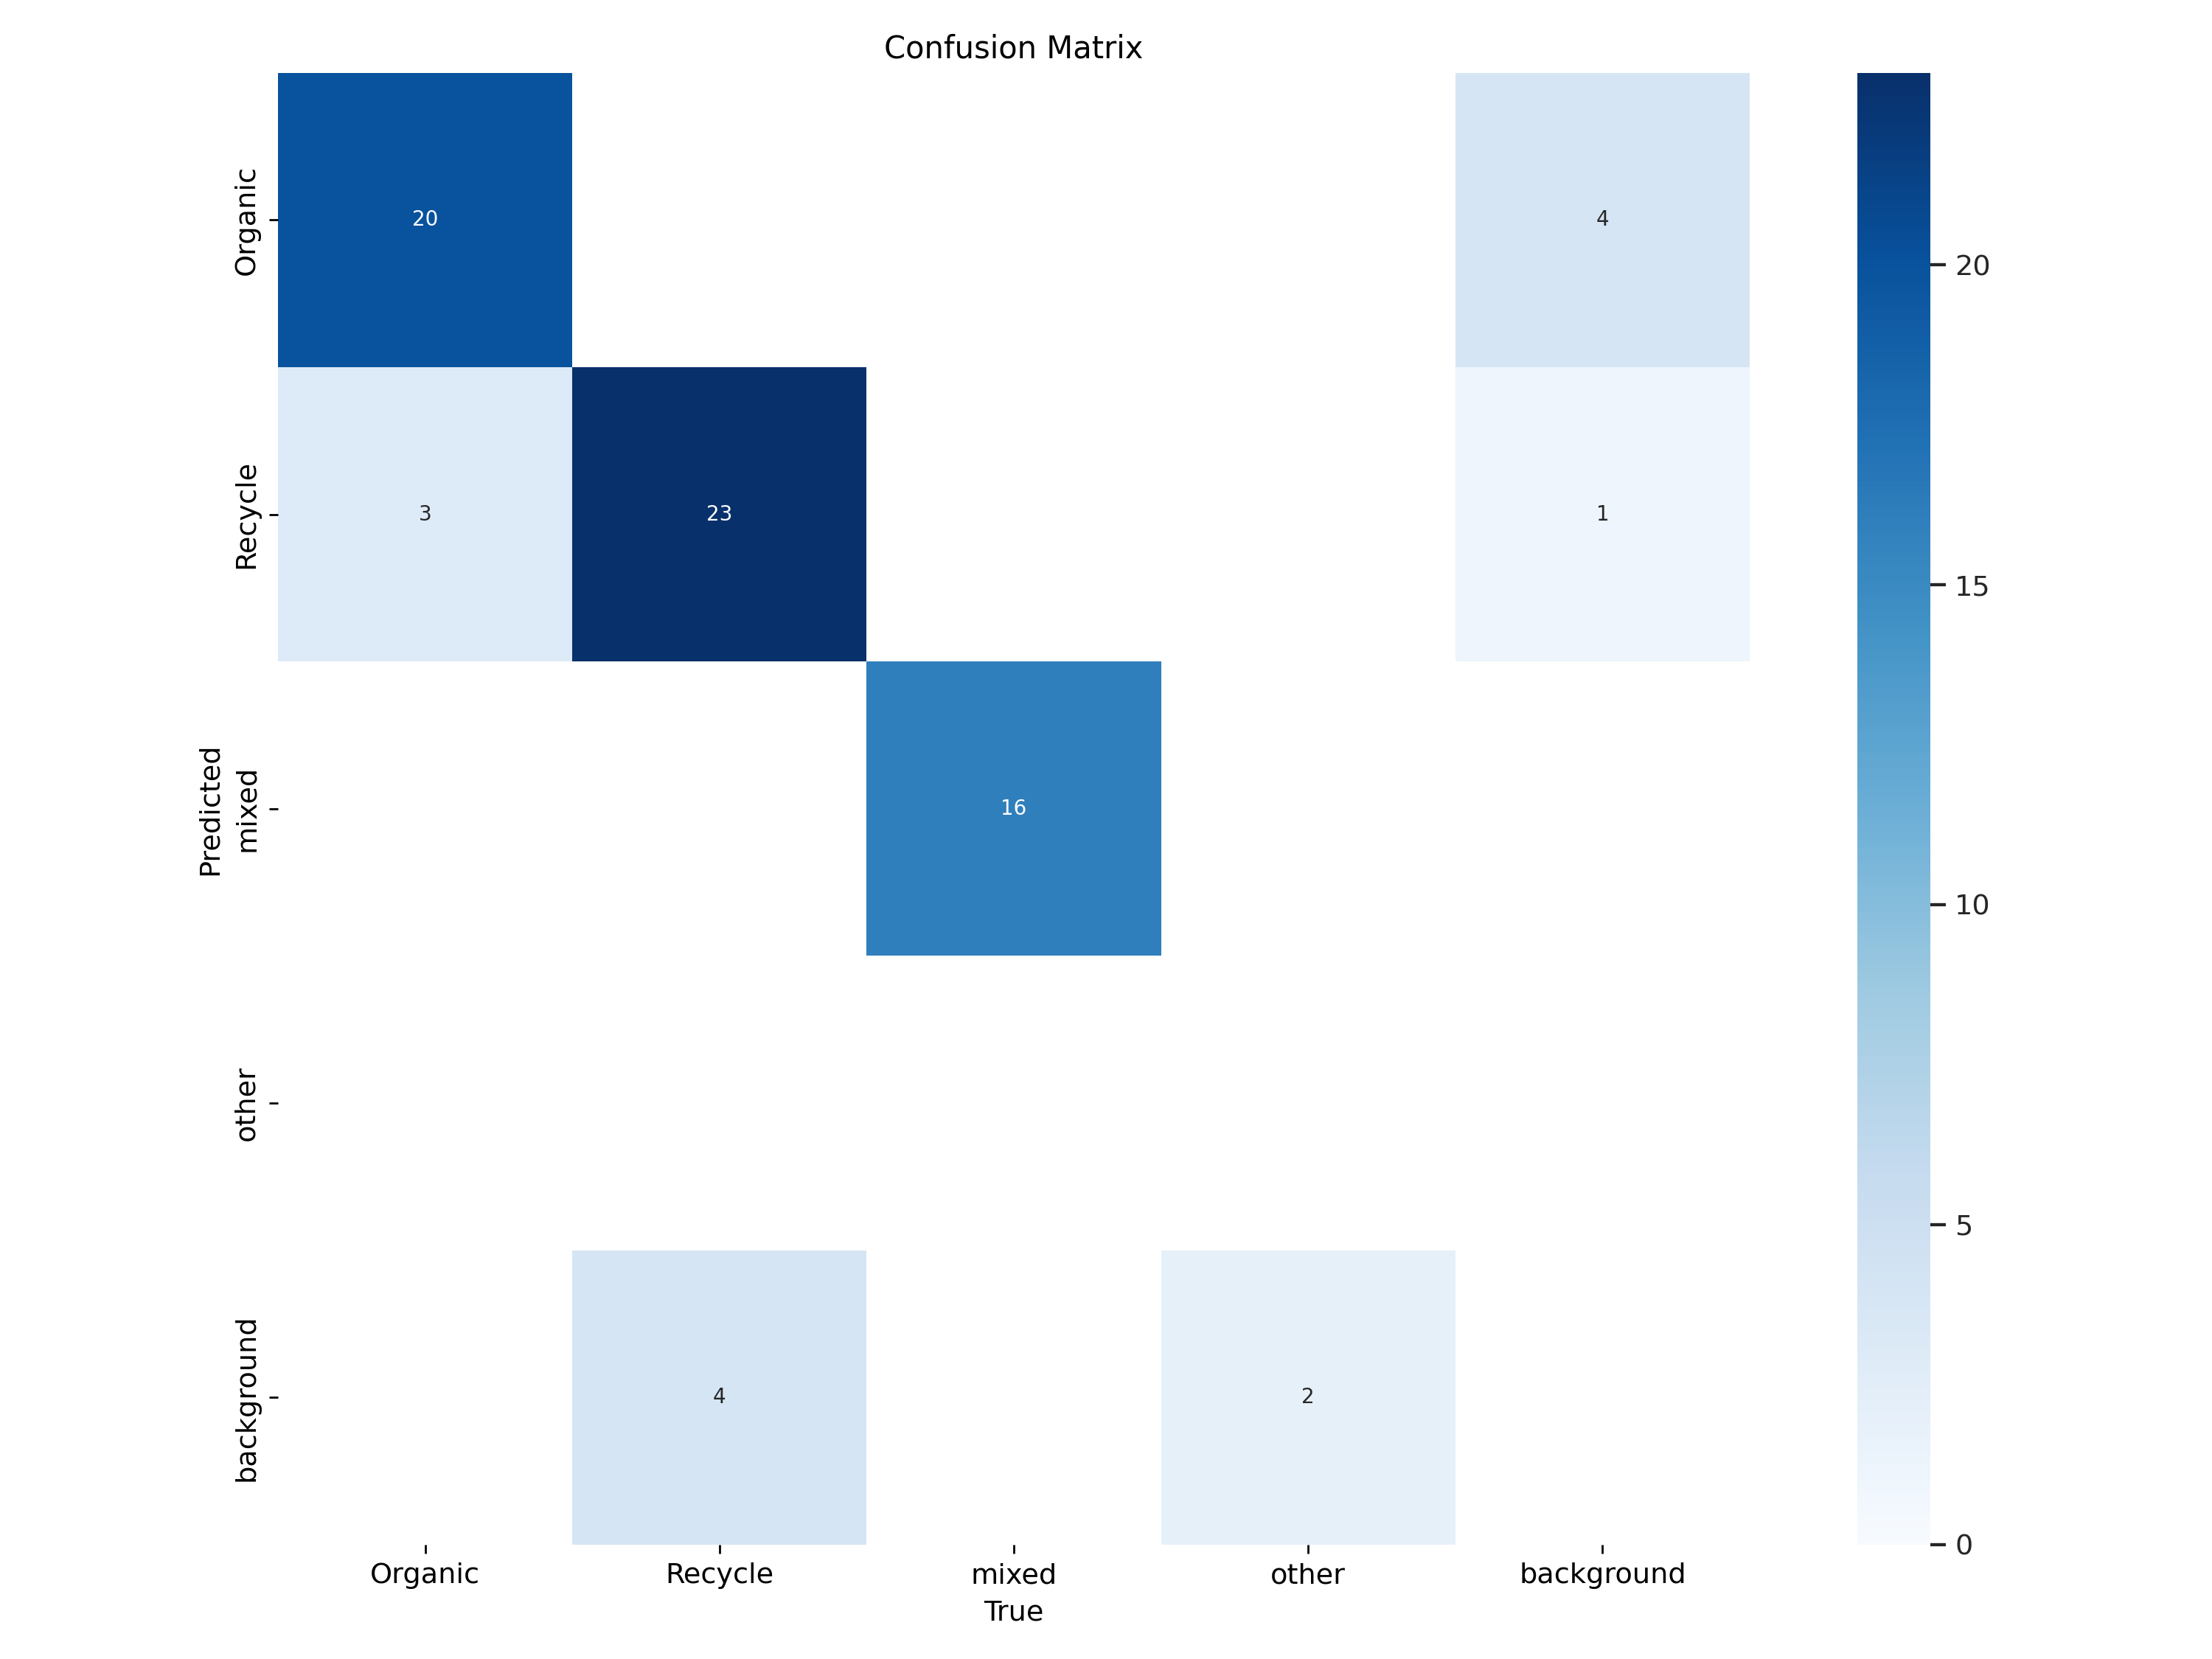 Confusion Matrix
Organic
20
4
20
Recycle
3
23
1
15
Predicted
mixed
16
10
other
5
background
4
2
0
Organic
Recycle
mixed
other
background
True